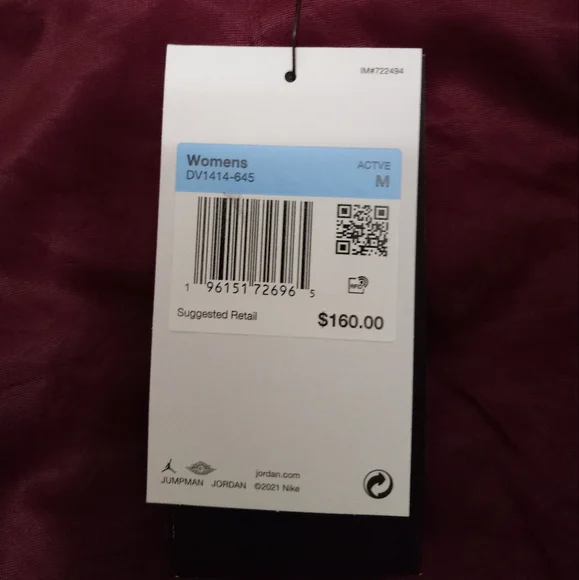 IM#722494
Womens
DV1414-645
ACTVE
M
1 96151 72696 5
RFID
Suggested Retail
$160.00
jordan.com
JUMPMAN JORDAN ©2021 Nike